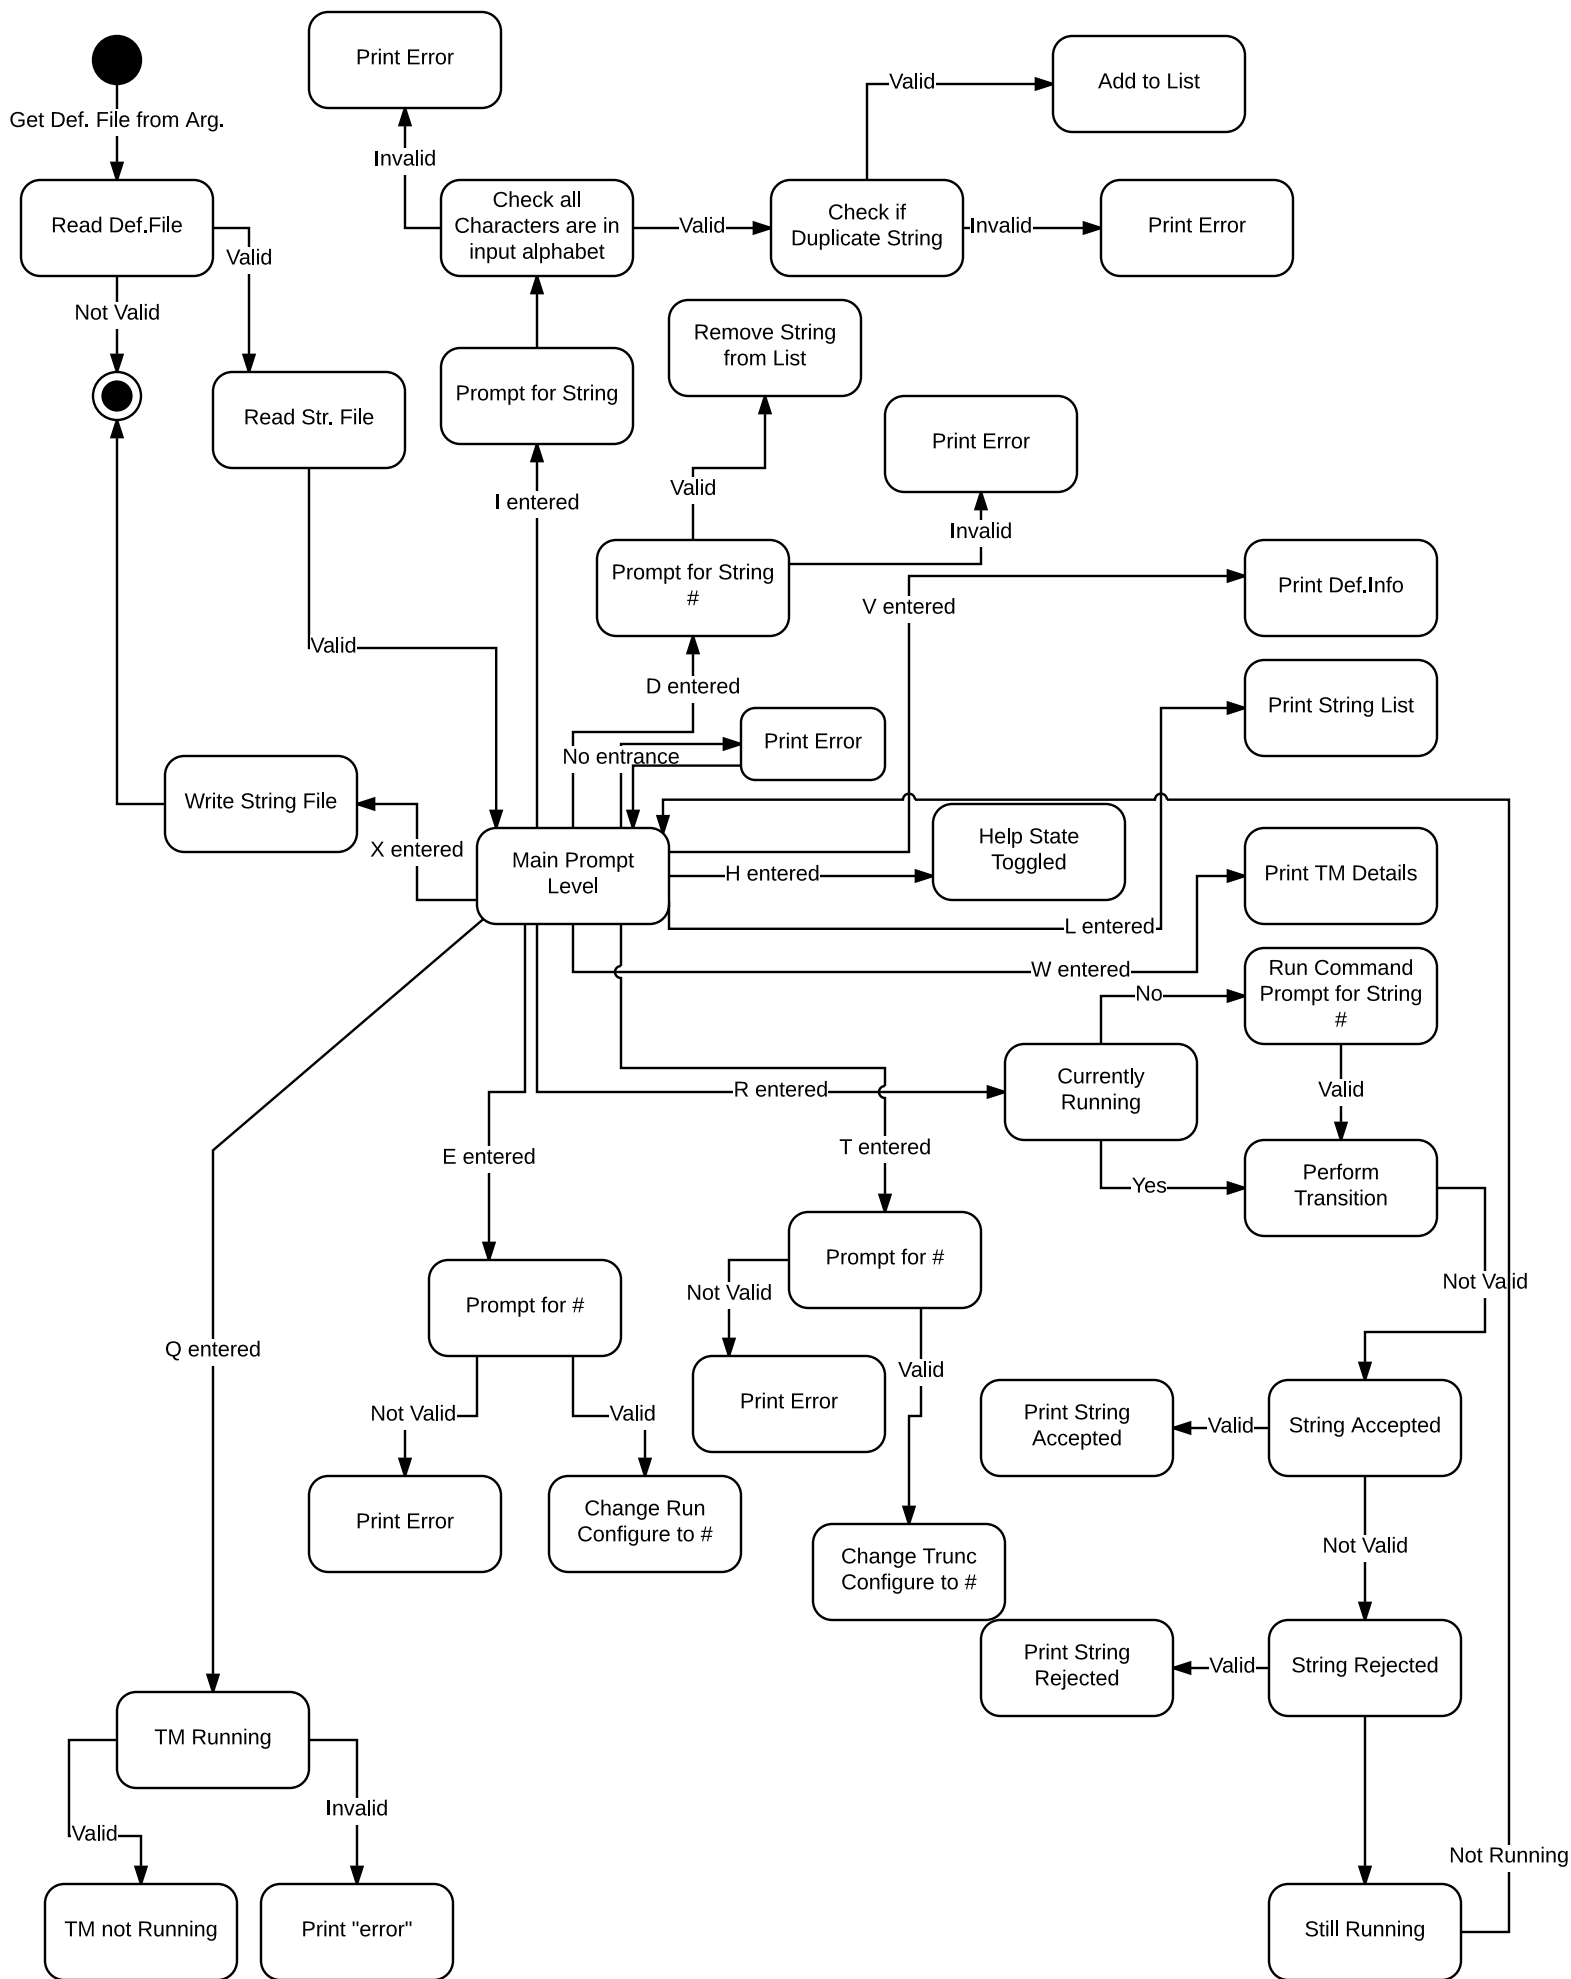 Print Error
Add to List
Valid
Get Def. File from Arg.
Invalid
Read Def.File
Check all
Characters are in
input alphabet
Valid
Check if
Duplicate String
Invalid
Print Error
Valid
Not Valid
Remove String
from List
Read Str. File
Prompt for String
Print Error
Valid
I entered
Invalid
Prompt for String
#
Print Def.Info
V entered
Valid
D entered
Print String List
No entrance
Print Error
Write String File
X entered
Main Prompt
Level
H entered
Help State
Toggled
Print TM Details
L entered
W entered
Run Command
Prompt for String
#
No
Currently
Running
R entered
Valid
E entered
T entered
Yes
Perform
Transition
Prompt for #
Not Valid
Prompt for #
Not Valid
Q entered
Valid
Print Error
Not Valid
Valid
Print String
Accepted
Valid
String Accepted
Print Error
Change Run
Configure to #
Change Trunc
Configure to #
Not Valid
Print String
Rejected
Valid
String Rejected
TM Running
Invalid
Valid
Not Running
TM not Running
Print "error"
Still Running